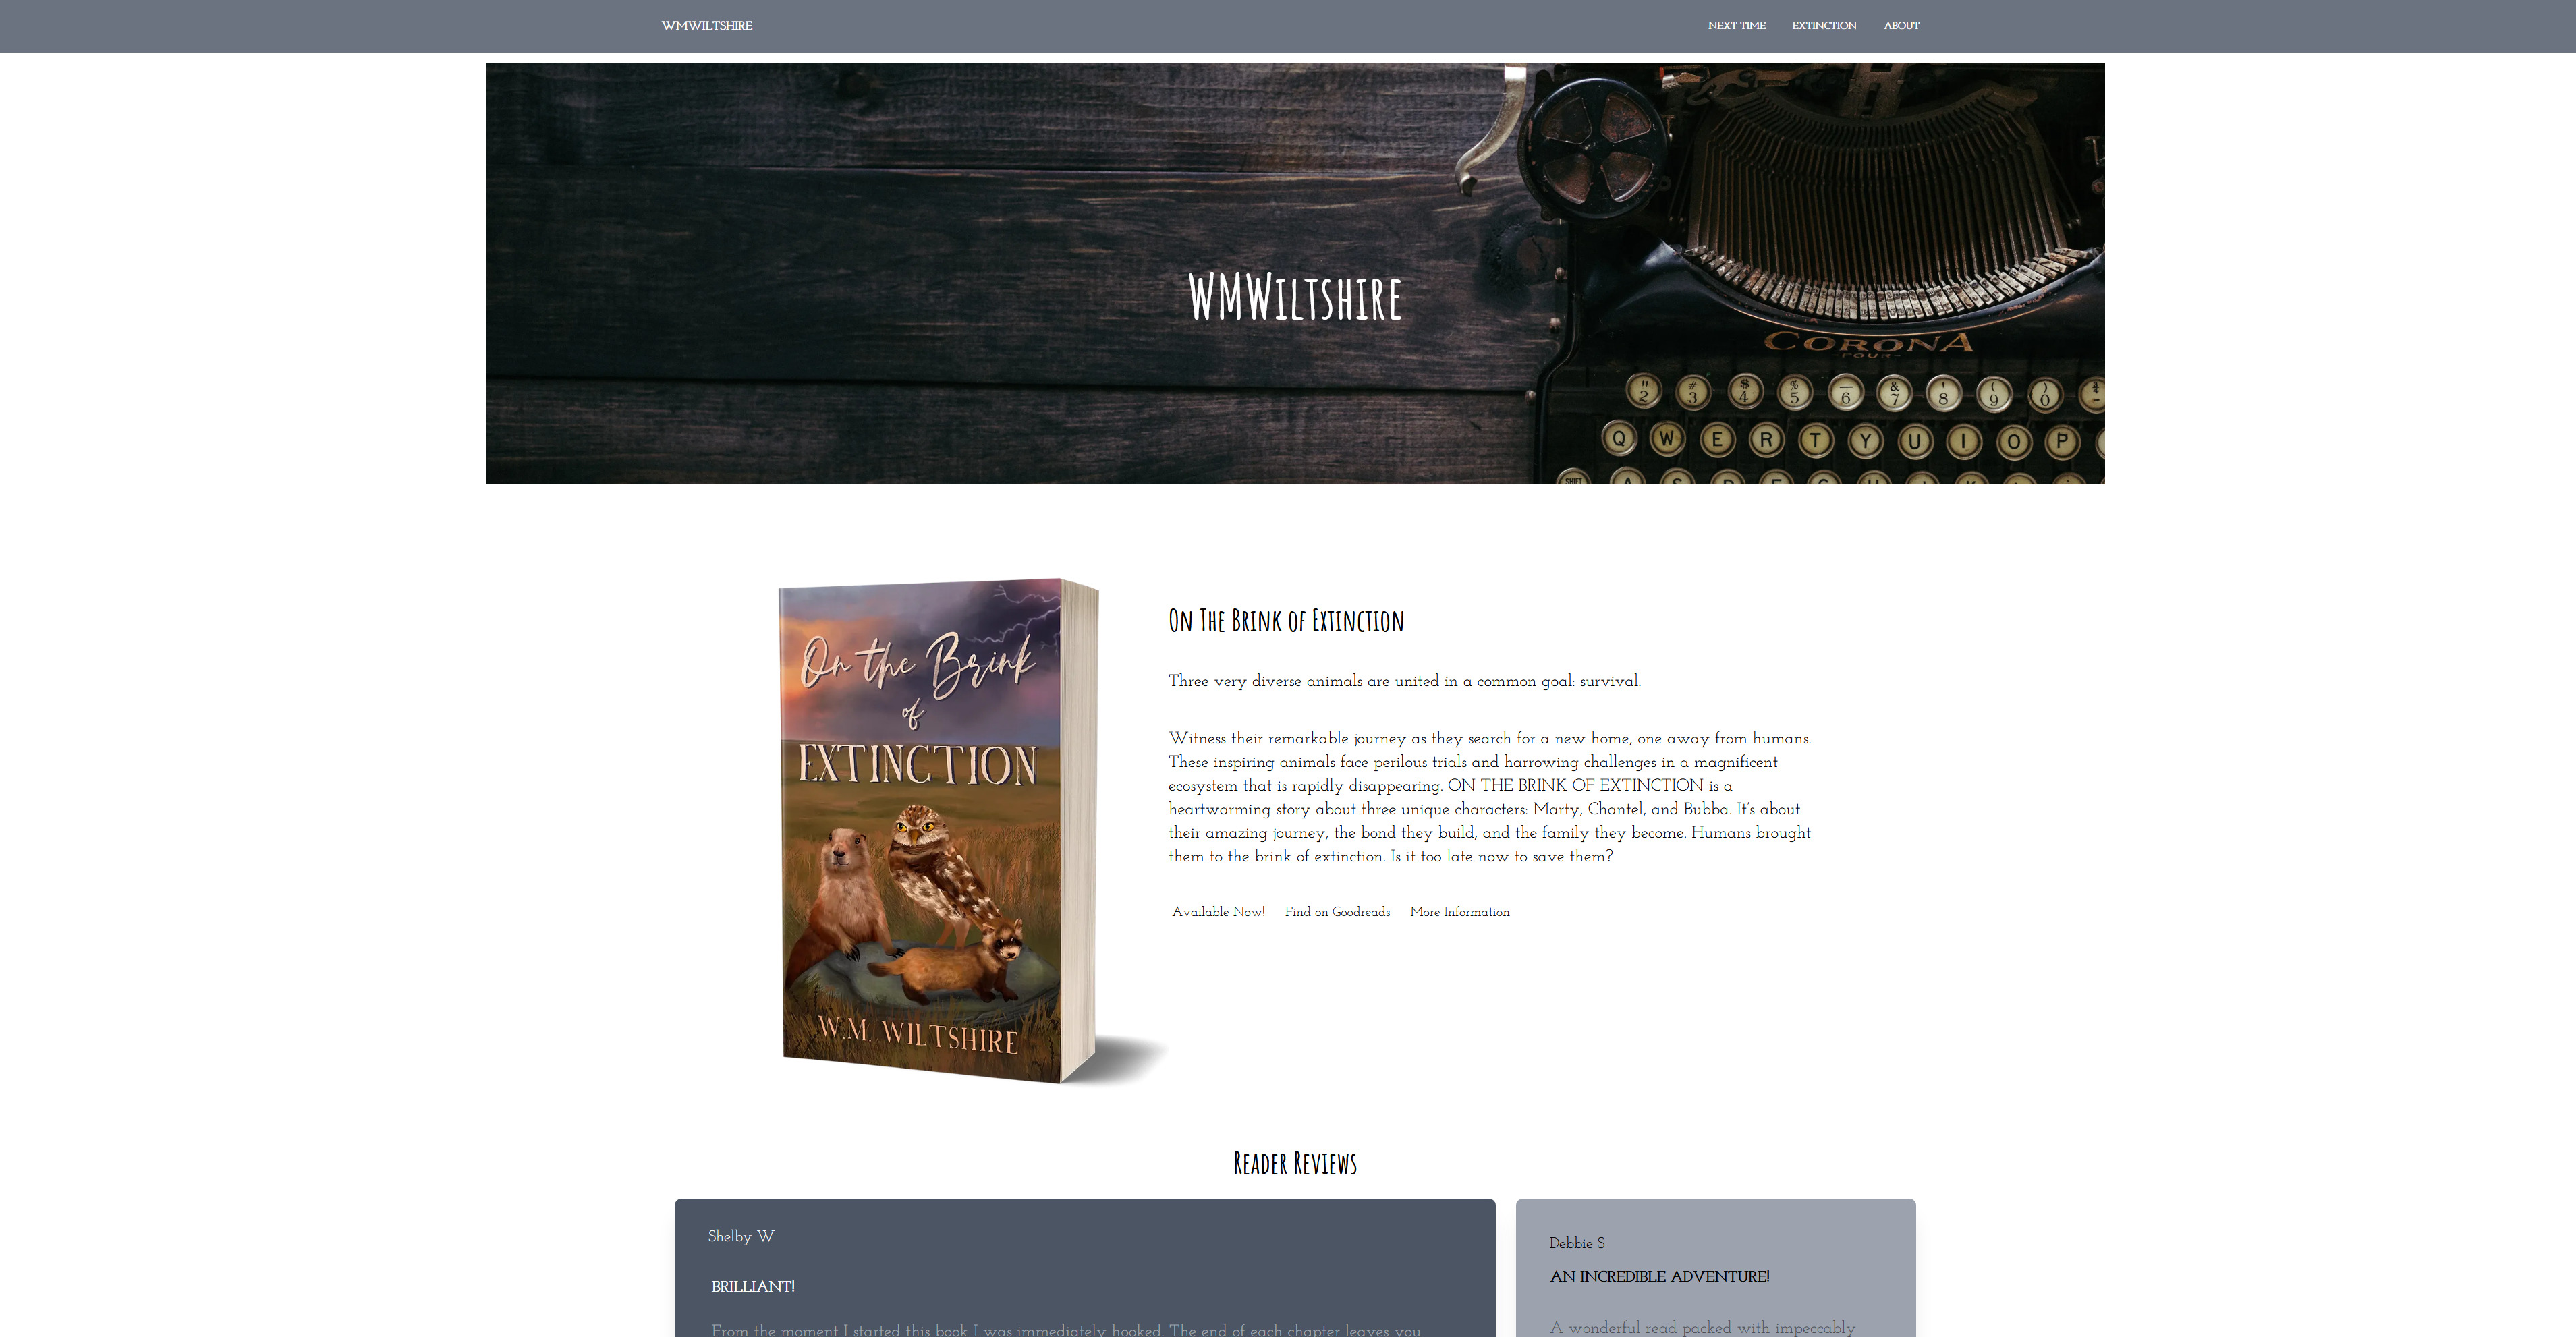 WMWILTSHIRE
NEXT TIME EXTINCTION ABOUT
WMWiltshire
CORONA
-FOUR-
" # $ % — & ' ( )
2 3 4 5 6 7 8 9 0 -
Q W E R T Y U I O P
SHIFT A S D F G H J K L
On the Brink
of
EXTINCTION
W.M. WILTSHIRE
On The Brink of Extinction
Three very diverse animals are united in a common goal: survival.
Witness their remarkable journey as they search for a new home, one away from humans.
These inspiring animals face perilous trials and harrowing challenges in a magnificent
ecosystem that is rapidly disappearing. ON THE BRINK OF EXTINCTION is a
heartwarming story about three unique characters: Marty, Chantel, and Bubba. It's about
their amazing journey, the bond they build, and the family they become. Humans brought
them to the brink of extinction. Is it too late now to save them?
Available Now! Find on Goodreads More Information
Reader Reviews
Shelby W
BRILLIANT!
From the moment I started this book I was immediately hooked. The end of each chapter leaves you
Debbie S
AN INCREDIBLE ADVENTURE!
A wonderful read packed with impeccably